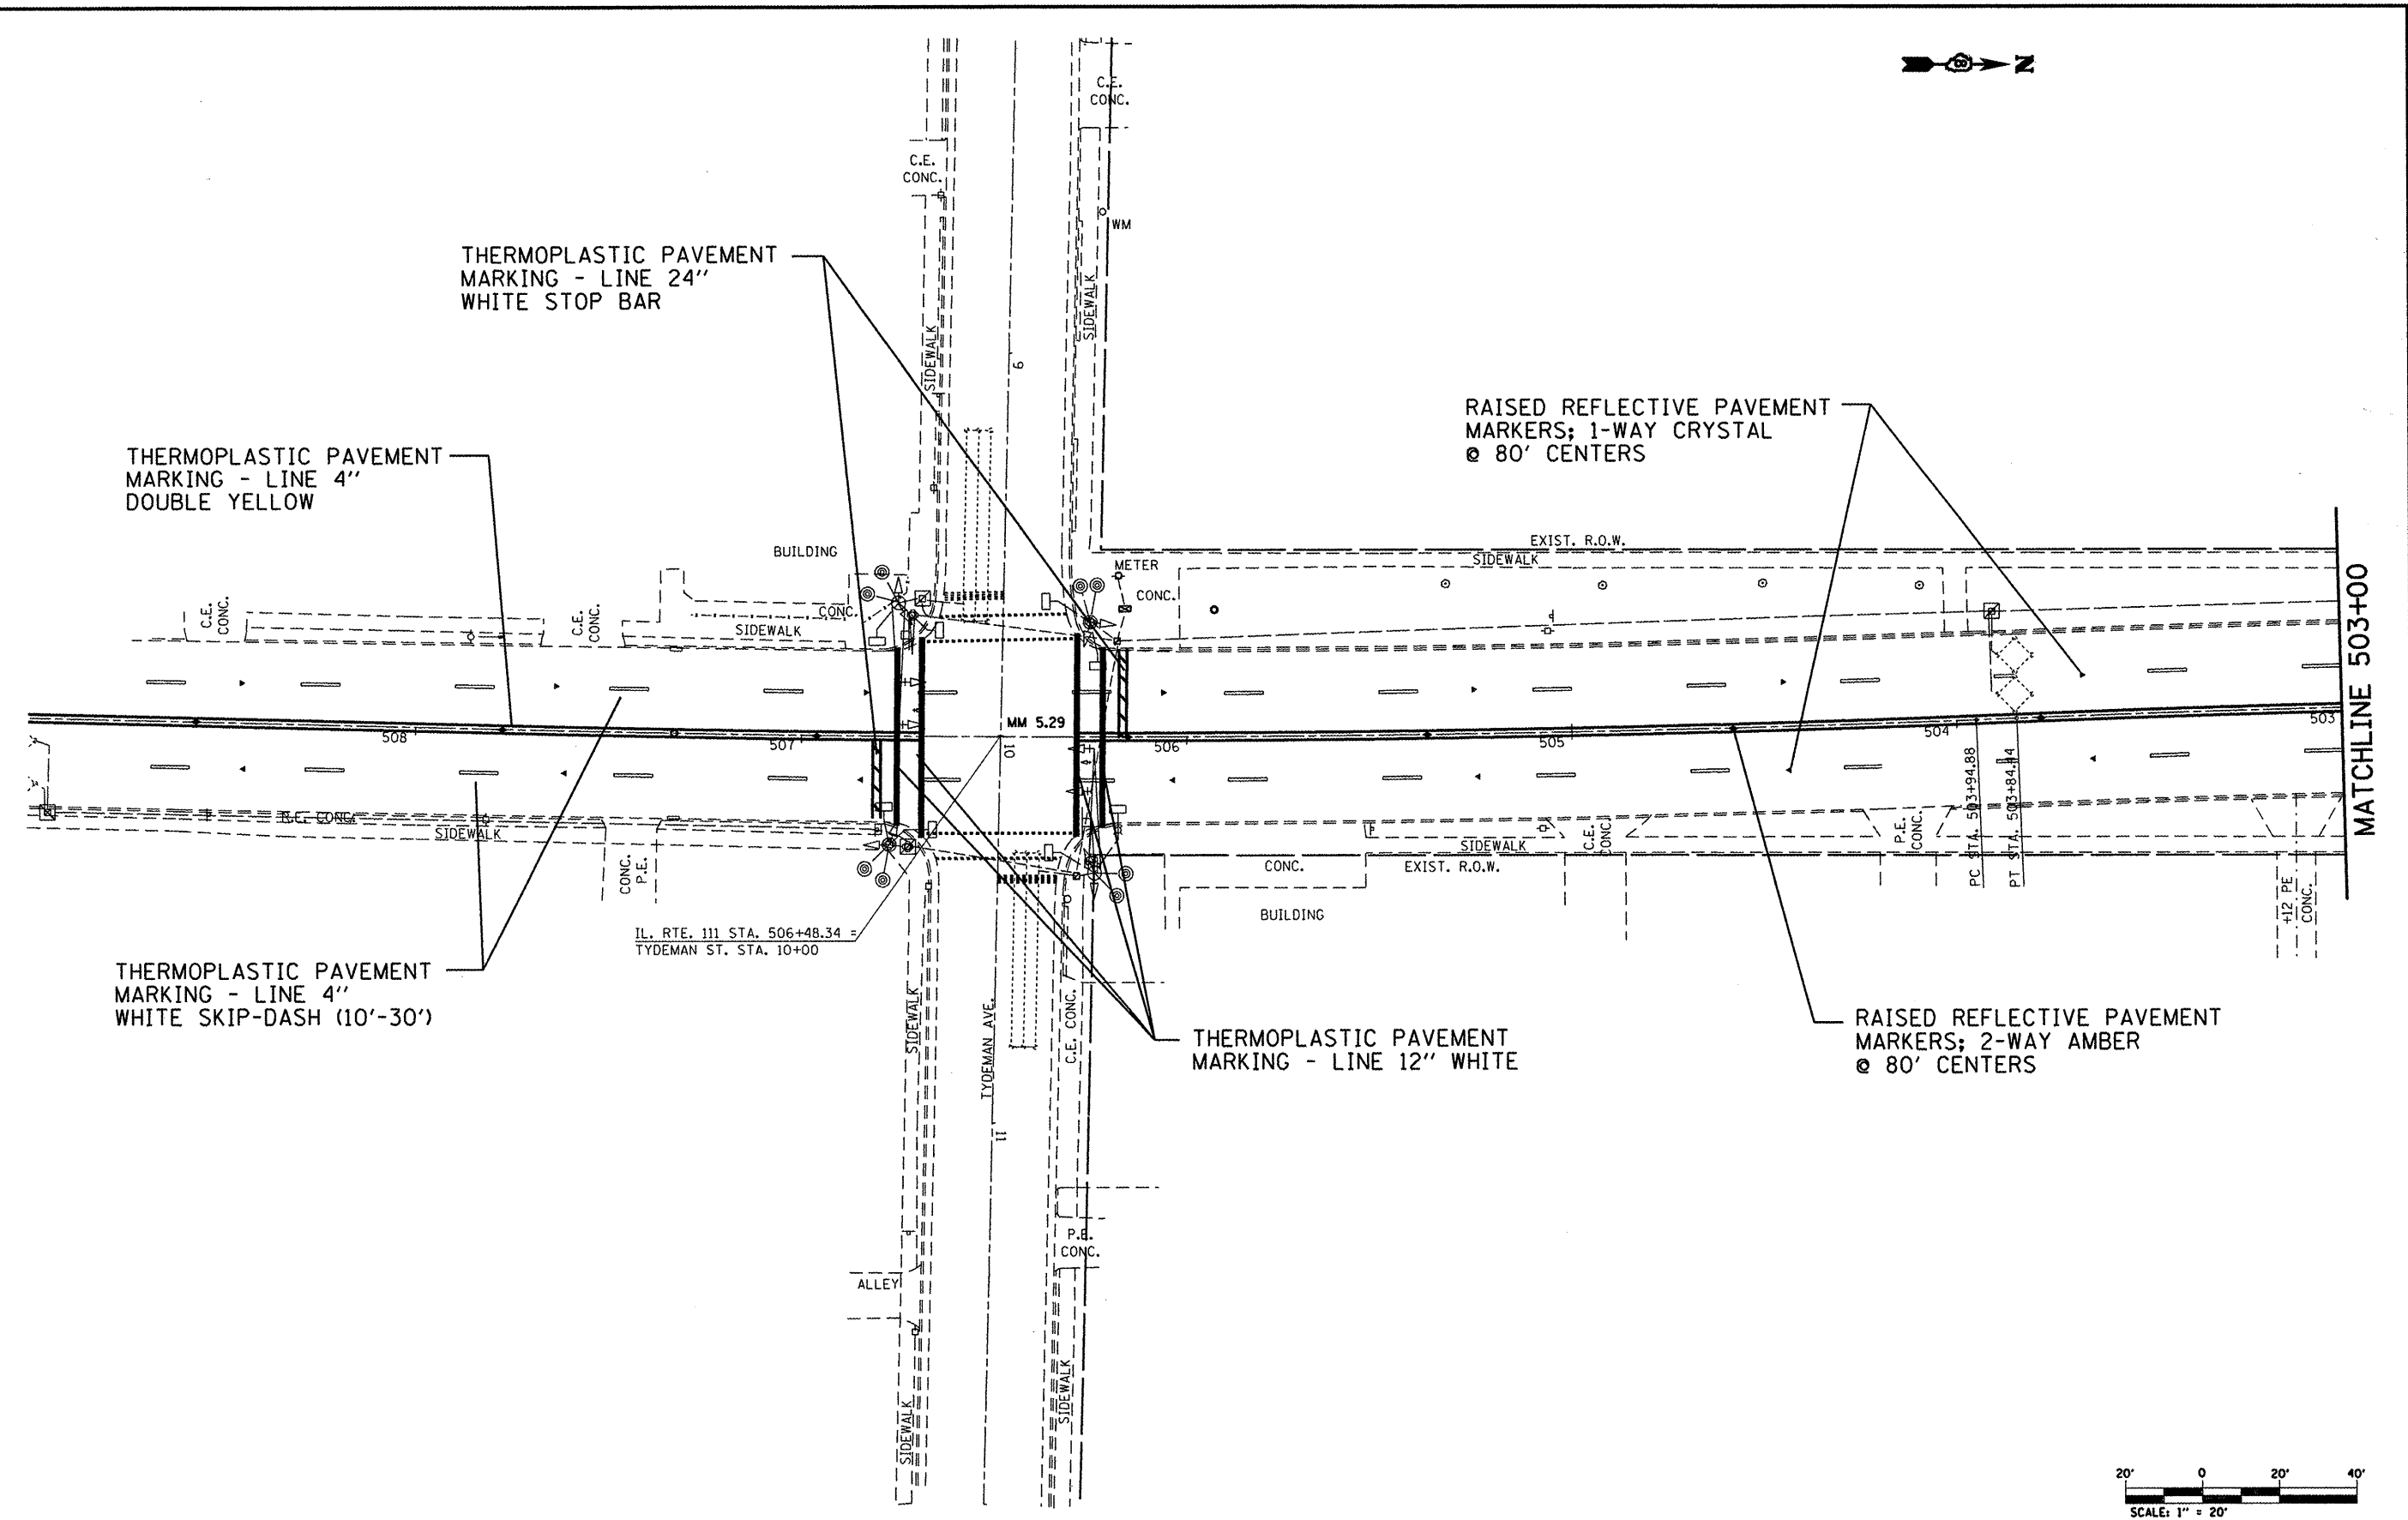 N
C.E.
CONC.
C.E.
CONC.
WM
SIDEWALK
SIDEWALK
9
THERMOPLASTIC PAVEMENT
MARKING - LINE 24"
WHITE STOP BAR
RAISED REFLECTIVE PAVEMENT
MARKERS; 1-WAY CRYSTAL
@ 80' CENTERS
THERMOPLASTIC PAVEMENT
MARKING - LINE 4"
DOUBLE YELLOW
BUILDING
EXIST. R.O.W.
SIDEWALK
METER
CONC.
C.E.
CONC.
C.E.
CONC.
CONC.
SIDEWALK
MATCHLINE 503+00
MM 5.29
10
508
507
506
505
504
503
PC STA. 503+94.88
PT STA. 503+84.44
P.E. CONC.
SIDEWALK
CONC.
P.E.
SIDEWALK
C.E.
CONC.
P.E.
CONC.
CONC.
EXIST. R.O.W.
BUILDING
+12 PE
CONC.
IL. RTE. 111 STA. 506+48.34 =
TYDEMAN ST. STA. 10+00
THERMOPLASTIC PAVEMENT
MARKING - LINE 4"
WHITE SKIP-DASH (10'-30')
SIDEWALK
TYDEMAN AVE.
C.E. CONC.
THERMOPLASTIC PAVEMENT
MARKING - LINE 12" WHITE
RAISED REFLECTIVE PAVEMENT
MARKERS; 2-WAY AMBER
@ 80' CENTERS
11
P.E.
CONC.
ALLEY
SIDEWALK
SIDEWALK
20' 0 20' 40'
SCALE: 1" = 20'